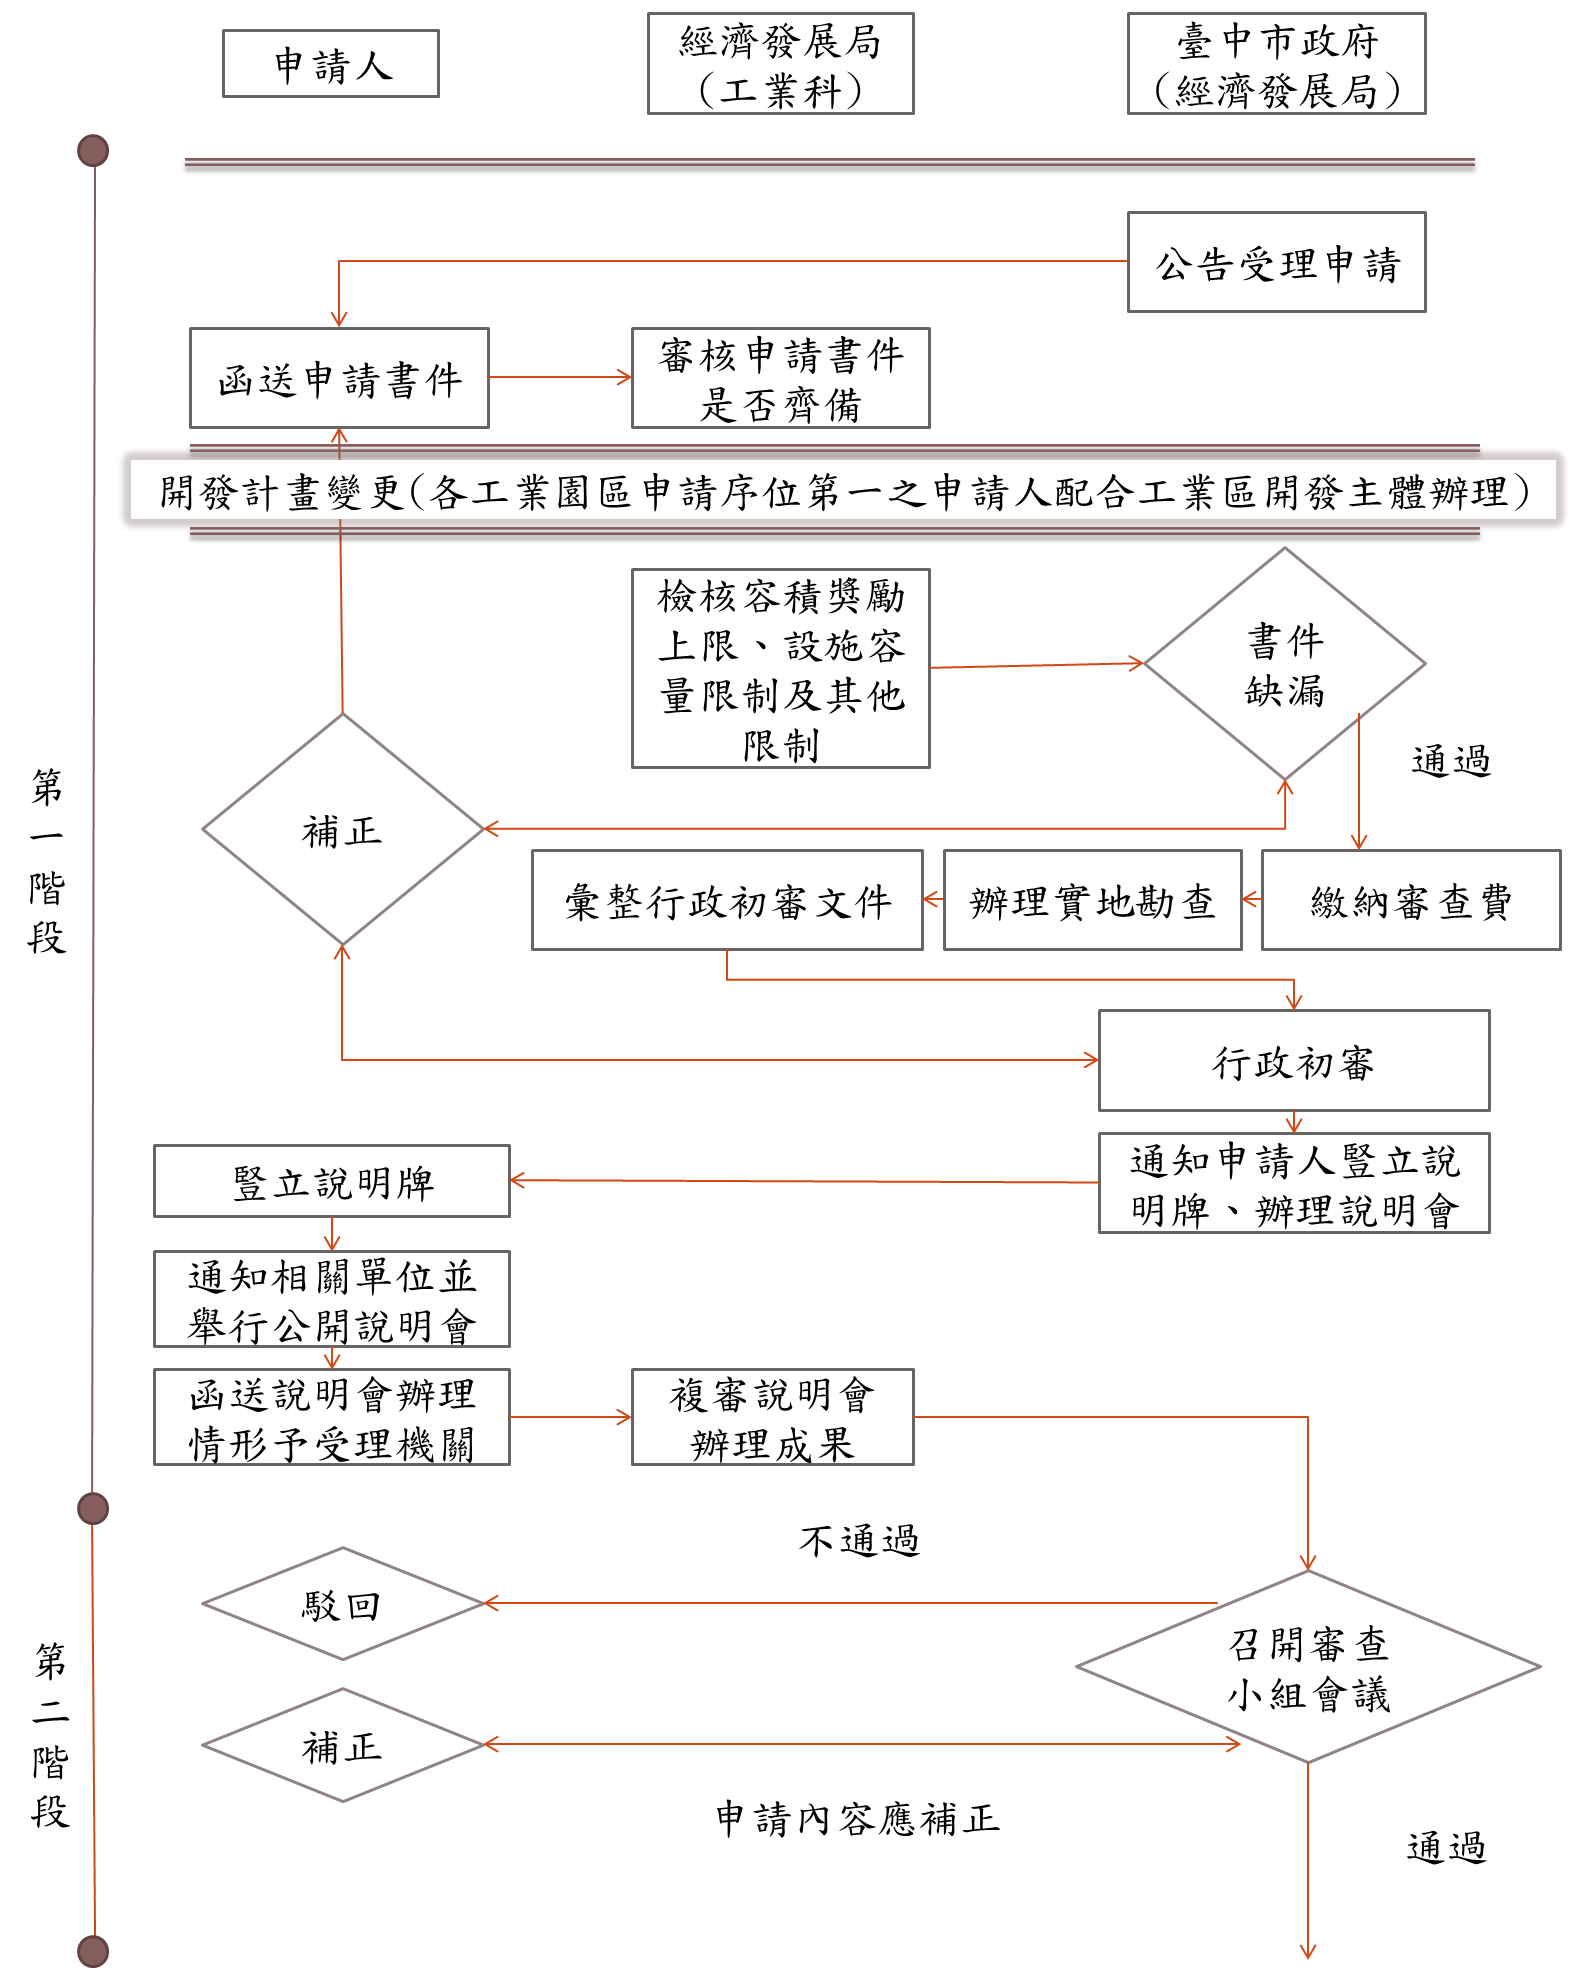 申請人
經濟發展局
(工業科)
臺中市政府
(經濟發展局)
公告受理申請
函送申請書件
審核申請書件
是否齊備
開發計畫變更(各工業園區申請序位第一之申請人配合工業區開發主體辦理)
檢核容積獎勵
上限、設施容
量限制及其他
限制
書件
缺漏
通過
補正
彙整行政初審文件
辦理實地勘查
繳納審查費
第
一
階
段
行政初審
通知申請人豎立說
明牌、辦理說明會
豎立說明牌
通知相關單位並
舉行公開說明會
函送說明會辦理
情形予受理機關
複審說明會
辦理成果
不通過
駁回
召開審查
小組會議
補正
申請內容應補正
通過
第
二
階
段